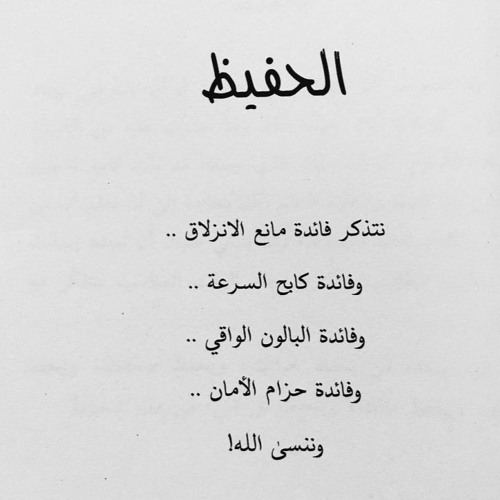 الحفيظ
نتذكر فائدة مانع الانزلاق ..
وفائدة كابح السرعة ..
وفائدة البالون الواقي ..
وفائدة حزام الأمان ..
وننسىٰ الله!